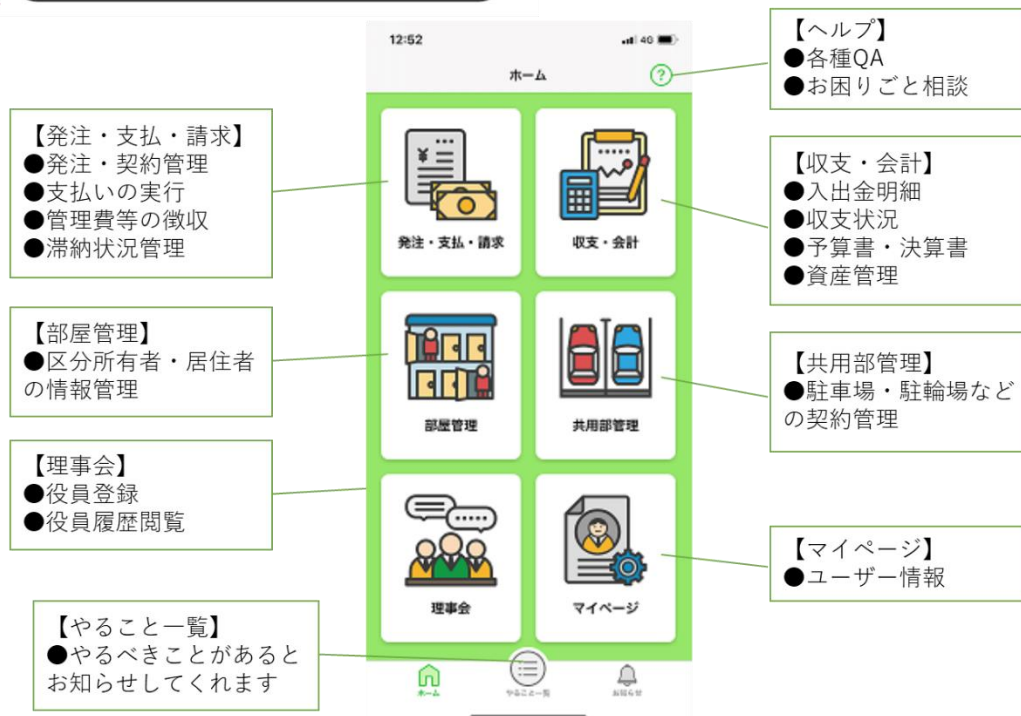 12:52
4G
ホーム
?
【ヘルプ】
●各種QA
●お困りごと相談
【発注・支払・請求】
●発注・契約管理
●支払いの実行
●管理費等の徴収
●滞納状況管理
¥
発注・支払・請求
収支・会計
【収支・会計】
●入出金明細
●収支状況
●予算書・決算書
●資産管理
【部屋管理】
●区分所有者・居住者
の情報管理
部屋管理
共用部管理
【共用部管理】
●駐車場・駐輪場など
の契約管理
【理事会】
●役員登録
●役員履歴閲覧
理事会
マイページ
【マイページ】
●ユーザー情報
【やること一覧】
●やるべきことがあると
お知らせしてくれます
ホーム
やること一覧
お知らせ